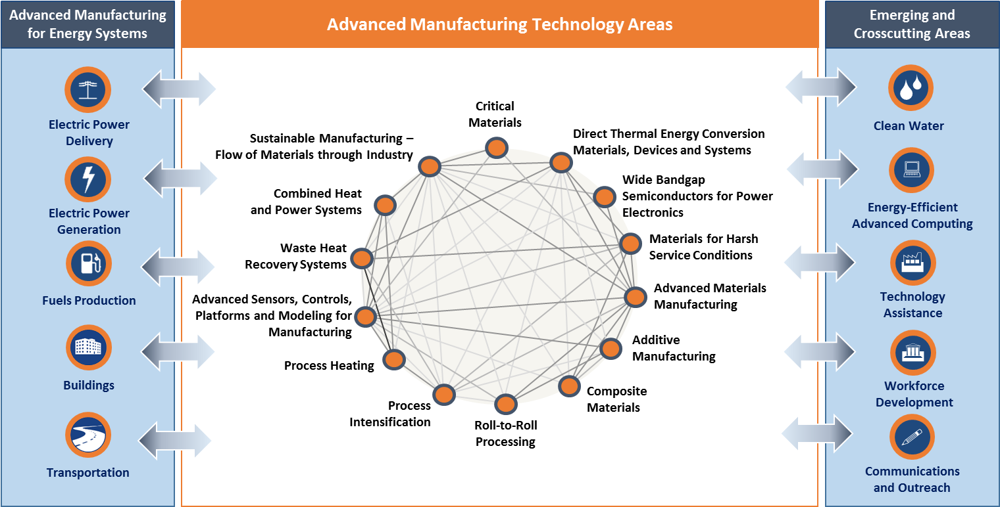 Advanced Manufacturing
for Energy Systems
Electric Power
Delivery
Electric Power
Generation
Fuels Production
Buildings
Transportation
Advanced Manufacturing Technology Areas
Critical
Materials
Direct Thermal Energy Conversion
Materials, Devices and Systems
Wide Bandgap
Semiconductors for Power
Electronics
Materials for Harsh
Service Conditions
Advanced Materials
Manufacturing
Additive
Manufacturing
Composite
Materials
Roll-to-Roll
Processing
Process
Intensification
Process Heating
Advanced Sensors, Controls,
Platforms and Modeling for
Manufacturing
Waste Heat
Recovery Systems
Combined Heat
and Power Systems
Sustainable Manufacturing –
Flow of Materials through Industry
Emerging and
Crosscutting Areas
Clean Water
Energy-Efficient
Advanced Computing
Technology
Assistance
Workforce
Development
Communications
and Outreach